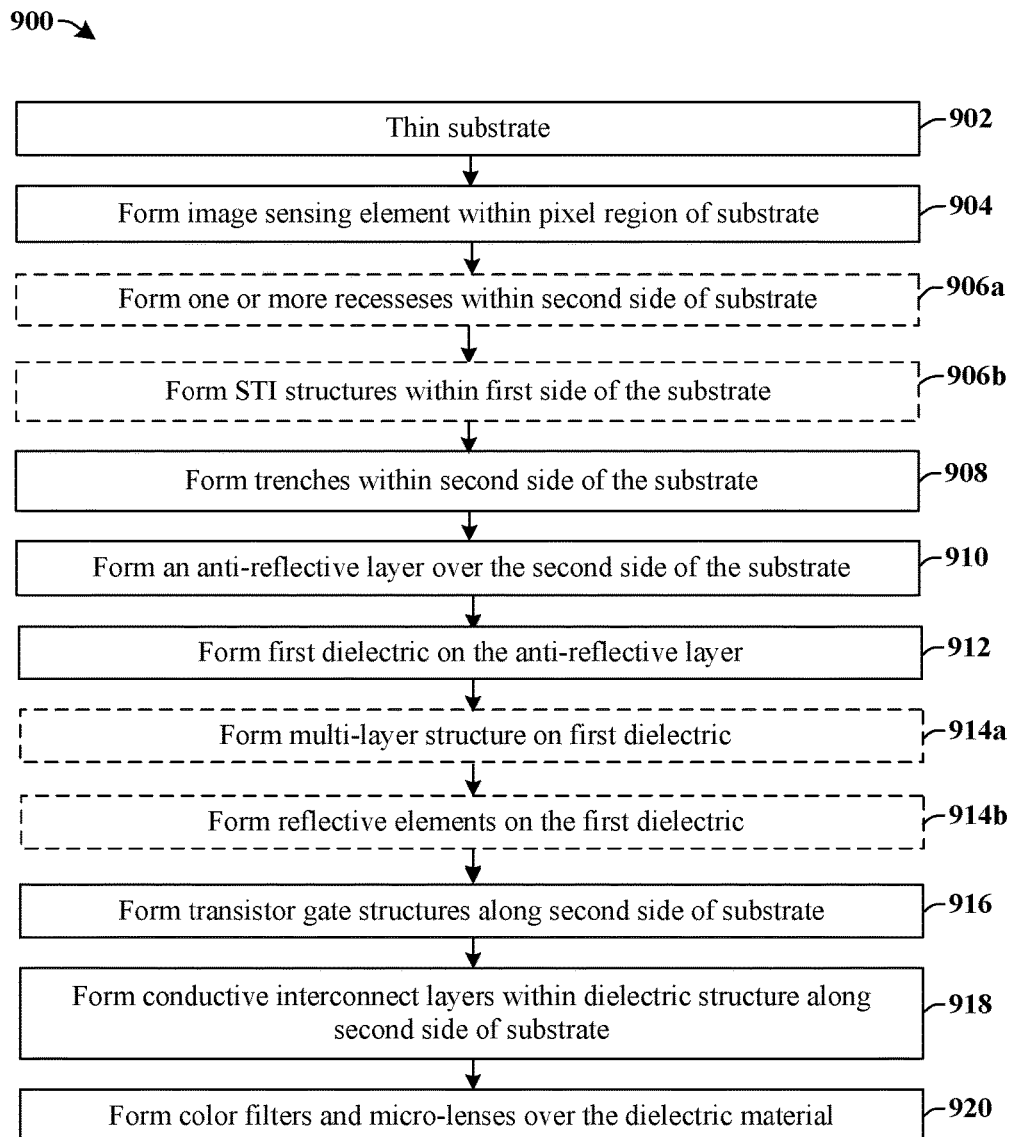 900
Thin substrate
902
Form image sensing element within pixel region of substrate
904
Form one or more recesseses within second side of substrate
906a
Form STI structures within first side of the substrate
906b
Form trenches within second side of the substrate
908
Form an anti-reflective layer over the second side of the substrate
910
Form first dielectric on the anti-reflective layer
912
Form multi-layer structure on first dielectric
914a
Form reflective elements on the first dielectric
914b
Form transistor gate structures along second side of substrate
916
Form conductive interconnect layers within dielectric structure along
second side of substrate
918
Form color filters and micro-lenses over the dielectric material
920